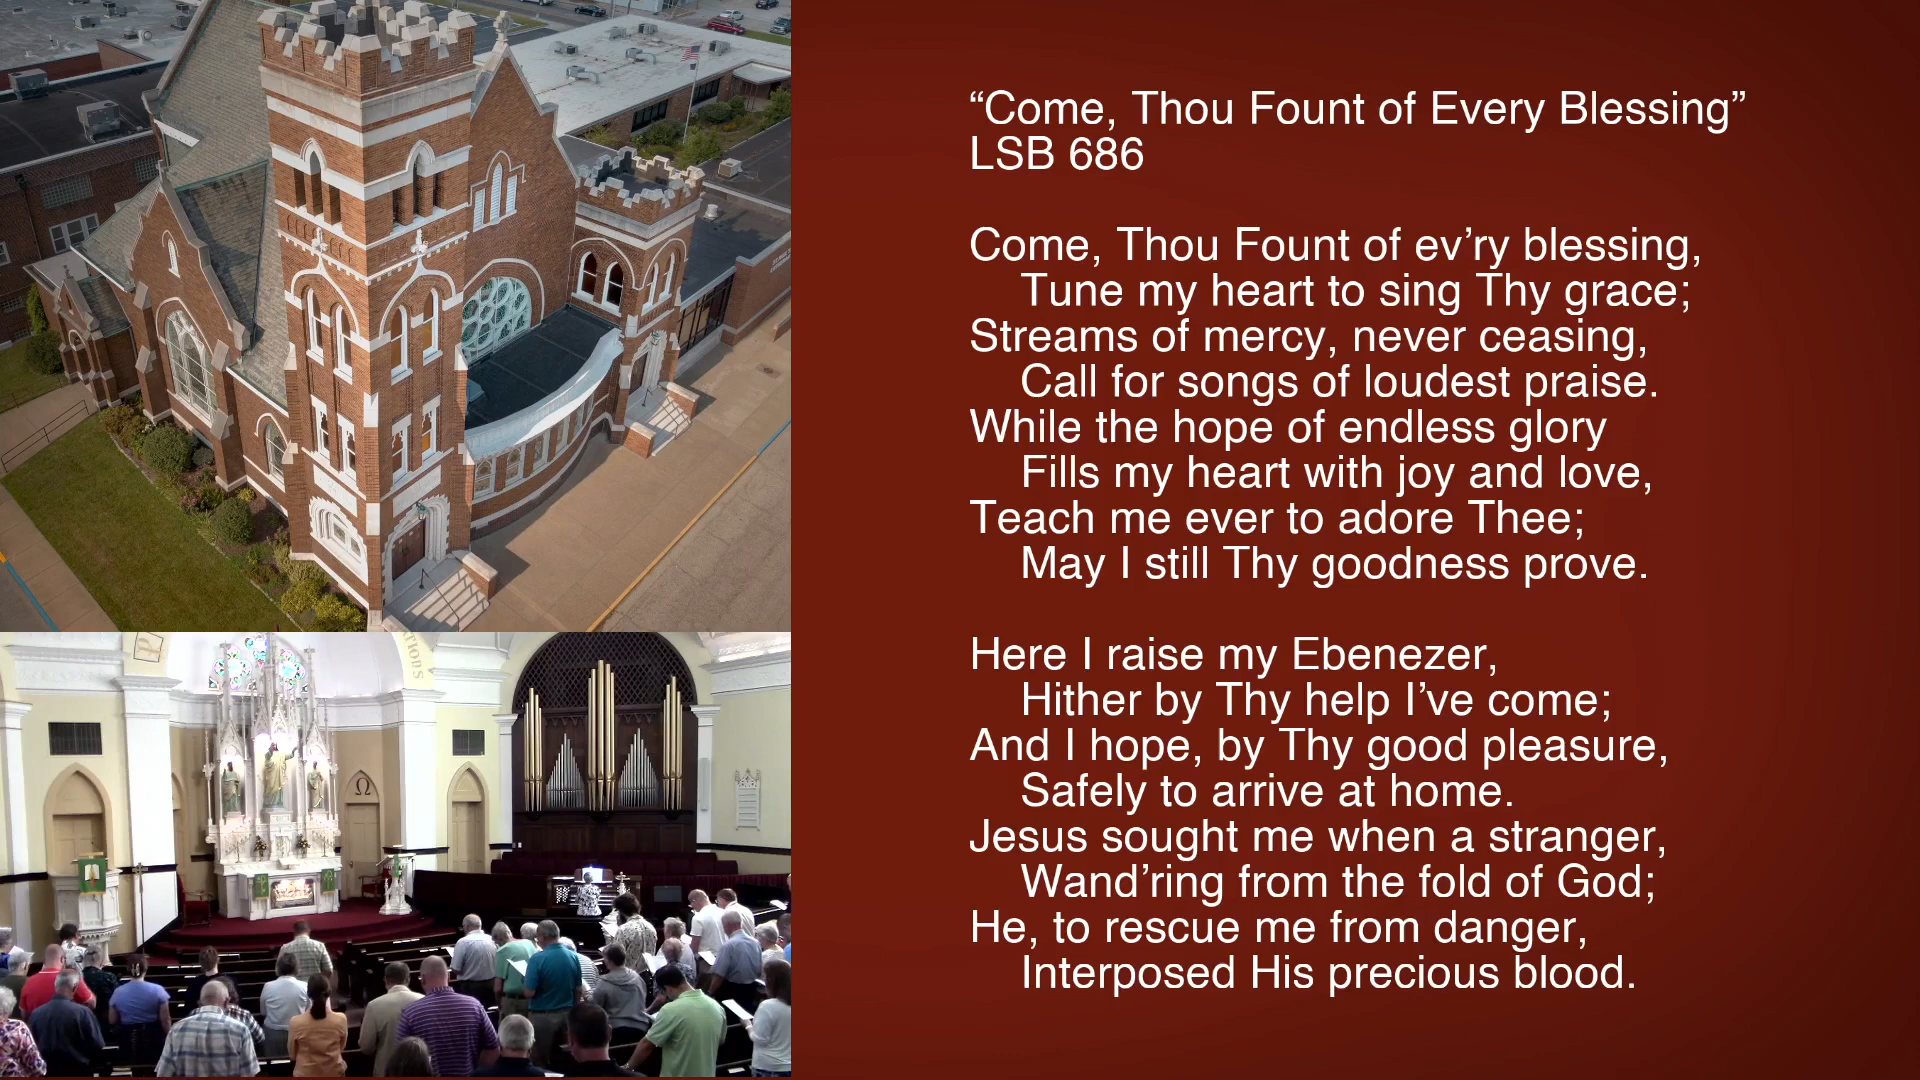 “Come, Thou Fount of Every Blessing”
LSB 686
Come, Thou Fount of ev’ry blessing,
Tune my heart to sing Thy grace;
Streams of mercy, never ceasing,
Call for songs of loudest praise.
While the hope of endless glory
Fills my heart with joy and love,
Teach me ever to adore Thee;
May I still Thy goodness prove.
Here I raise my Ebenezer,
Hither by Thy help I’ve come;
And I hope, by Thy good pleasure,
Safely to arrive at home.
Jesus sought me when a stranger,
Wand’ring from the fold of God;
He, to rescue me from danger,
Interposed His precious blood.
Ω